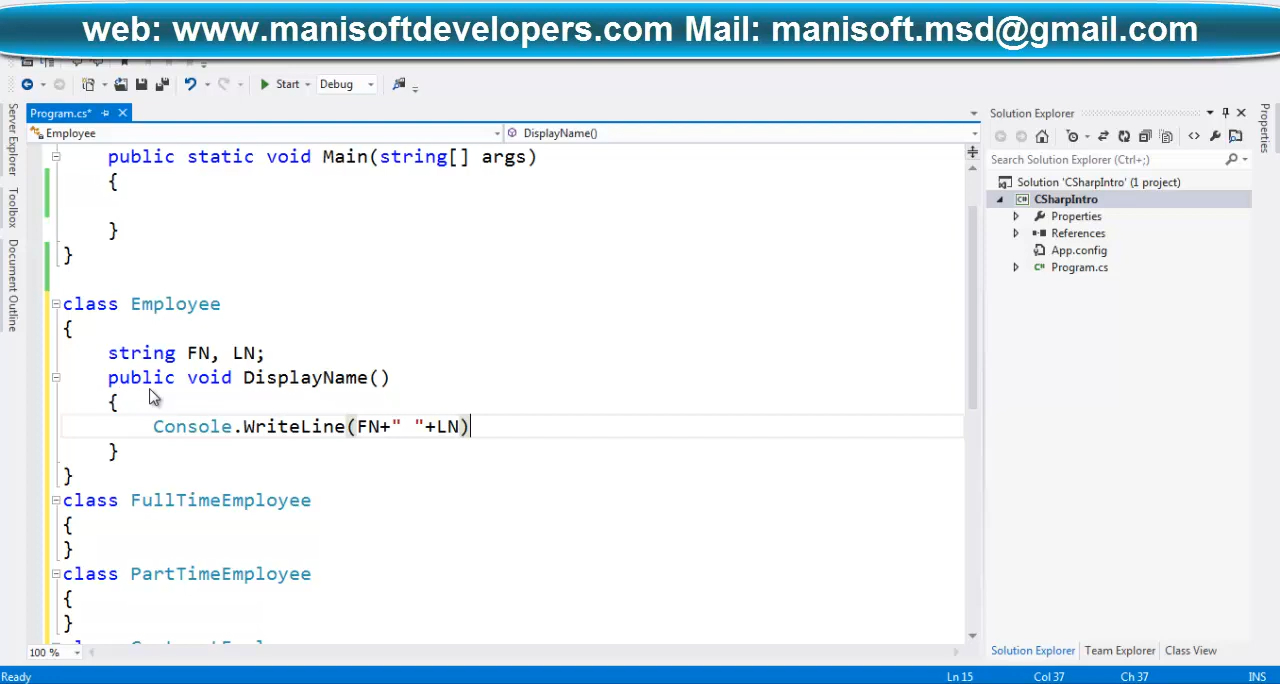 web: www.manisoftdevelopers.com Mail: manisoft.msd@gmail.com
Start Debug
Program.cs*
Employee DisplayName()
public static void Main(string[] args)
{
}
}
class Employee
{
string FN, LN;
public void DisplayName()
{
Console.WriteLine(FN+" "+LN)
}
}
class FullTimeEmployee
{
}
class PartTimeEmployee
{
}
100 %
Server Explorer
Toolbox
Document Outline
Solution Explorer
Search Solution Explorer (Ctrl+;)
Solution 'CSharpIntro' (1 project)
C# CSharpIntro
Properties
References
App.config
C# Program.cs
Solution Explorer Team Explorer Class View
Properties
Ready Ln 15 Col 37 Ch 37 INS